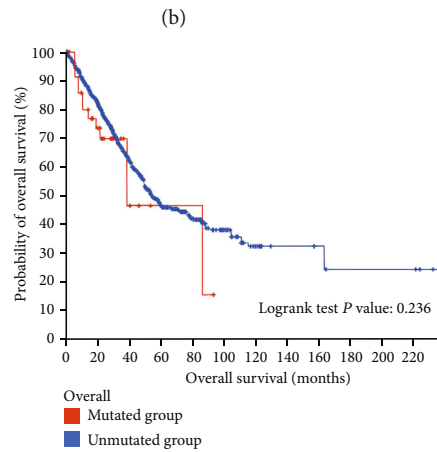 (b)
100
90
80
70
60
50
40
30
20
10
0
Probability of overall survival (%)
Logrank test P value: 0.236
0 20 40 60 80 100 120 140 160 180 200 220
Overall survival (months)
Overall
Mutated group
Unmutated group